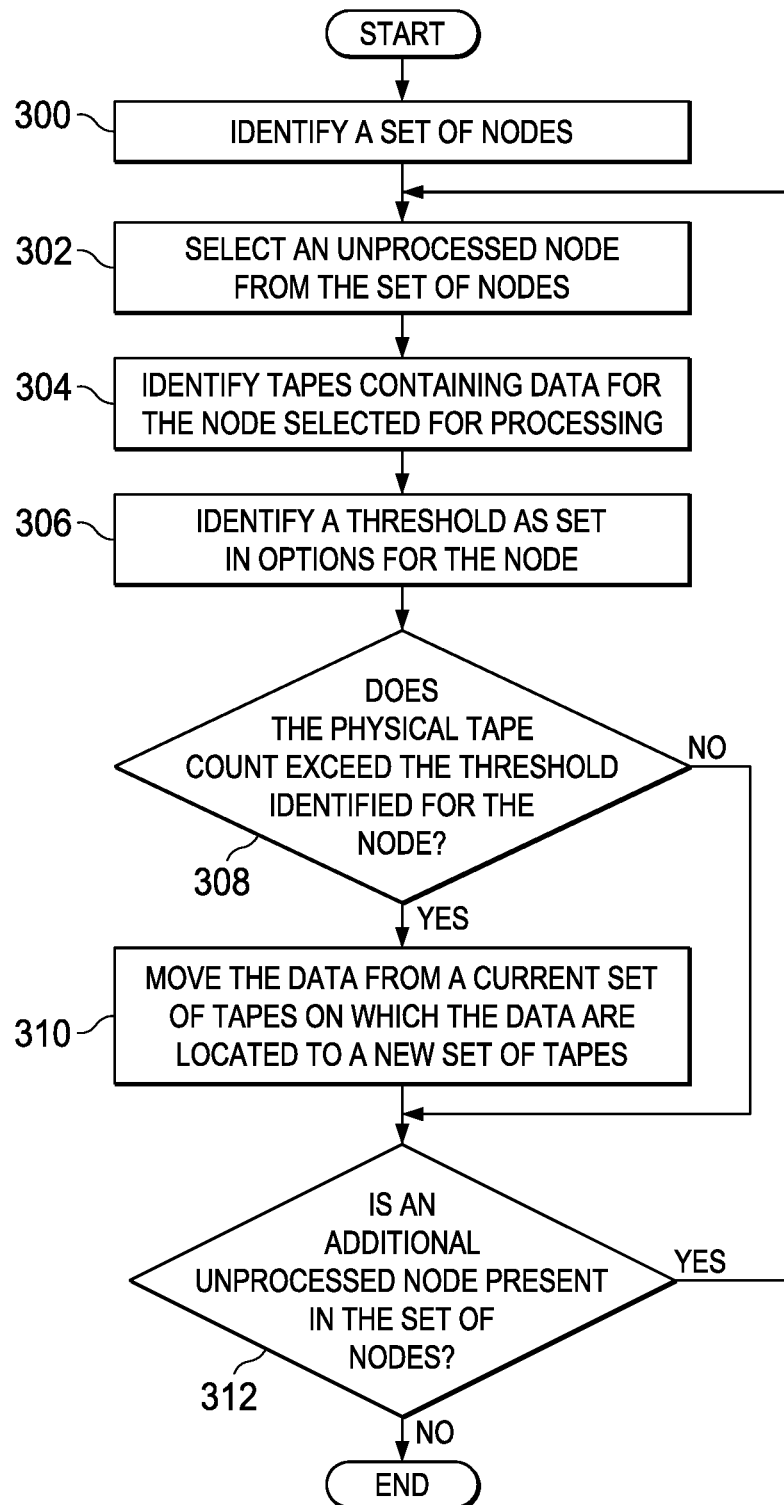 START
300
IDENTIFY A SET OF NODES
302
SELECT AN UNPROCESSED NODE
FROM THE SET OF NODES
304
IDENTIFY TAPES CONTAINING DATA FOR
THE NODE SELECTED FOR PROCESSING
306
IDENTIFY A THRESHOLD AS SET
IN OPTIONS FOR THE NODE
DOES
THE PHYSICAL TAPE
COUNT EXCEED THE THRESHOLD
IDENTIFIED FOR THE
NODE?
NO
308
YES
310
MOVE THE DATA FROM A CURRENT SET
OF TAPES ON WHICH THE DATA ARE
LOCATED TO A NEW SET OF TAPES
IS AN
ADDITIONAL
UNPROCESSED NODE PRESENT
IN THE SET OF
NODES?
YES
312
NO
END